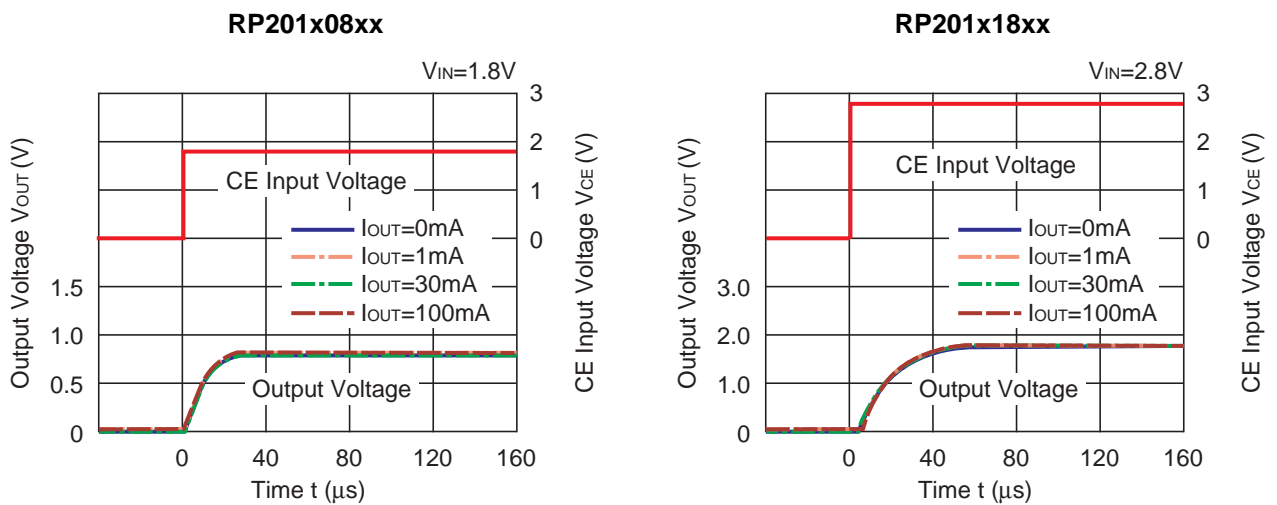 RP201x08xx
VIN=1.8V
3
2
1
0
CE Input Voltage VCE (V)
Output Voltage VOUT (V)
1.5
1.0
0.5
0
CE Input Voltage
IOUT=0mA
IOUT=1mA
IOUT=30mA
IOUT=100mA
Output Voltage
0 40 80 120 160
Time t (μs)
RP201x18xx
VIN=2.8V
3
2
1
0
CE Input Voltage VCE (V)
Output Voltage VOUT (V)
3.0
2.0
1.0
0
CE Input Voltage
IOUT=0mA
IOUT=1mA
IOUT=30mA
IOUT=100mA
Output Voltage
0 40 80 120 160
Time t (μs)